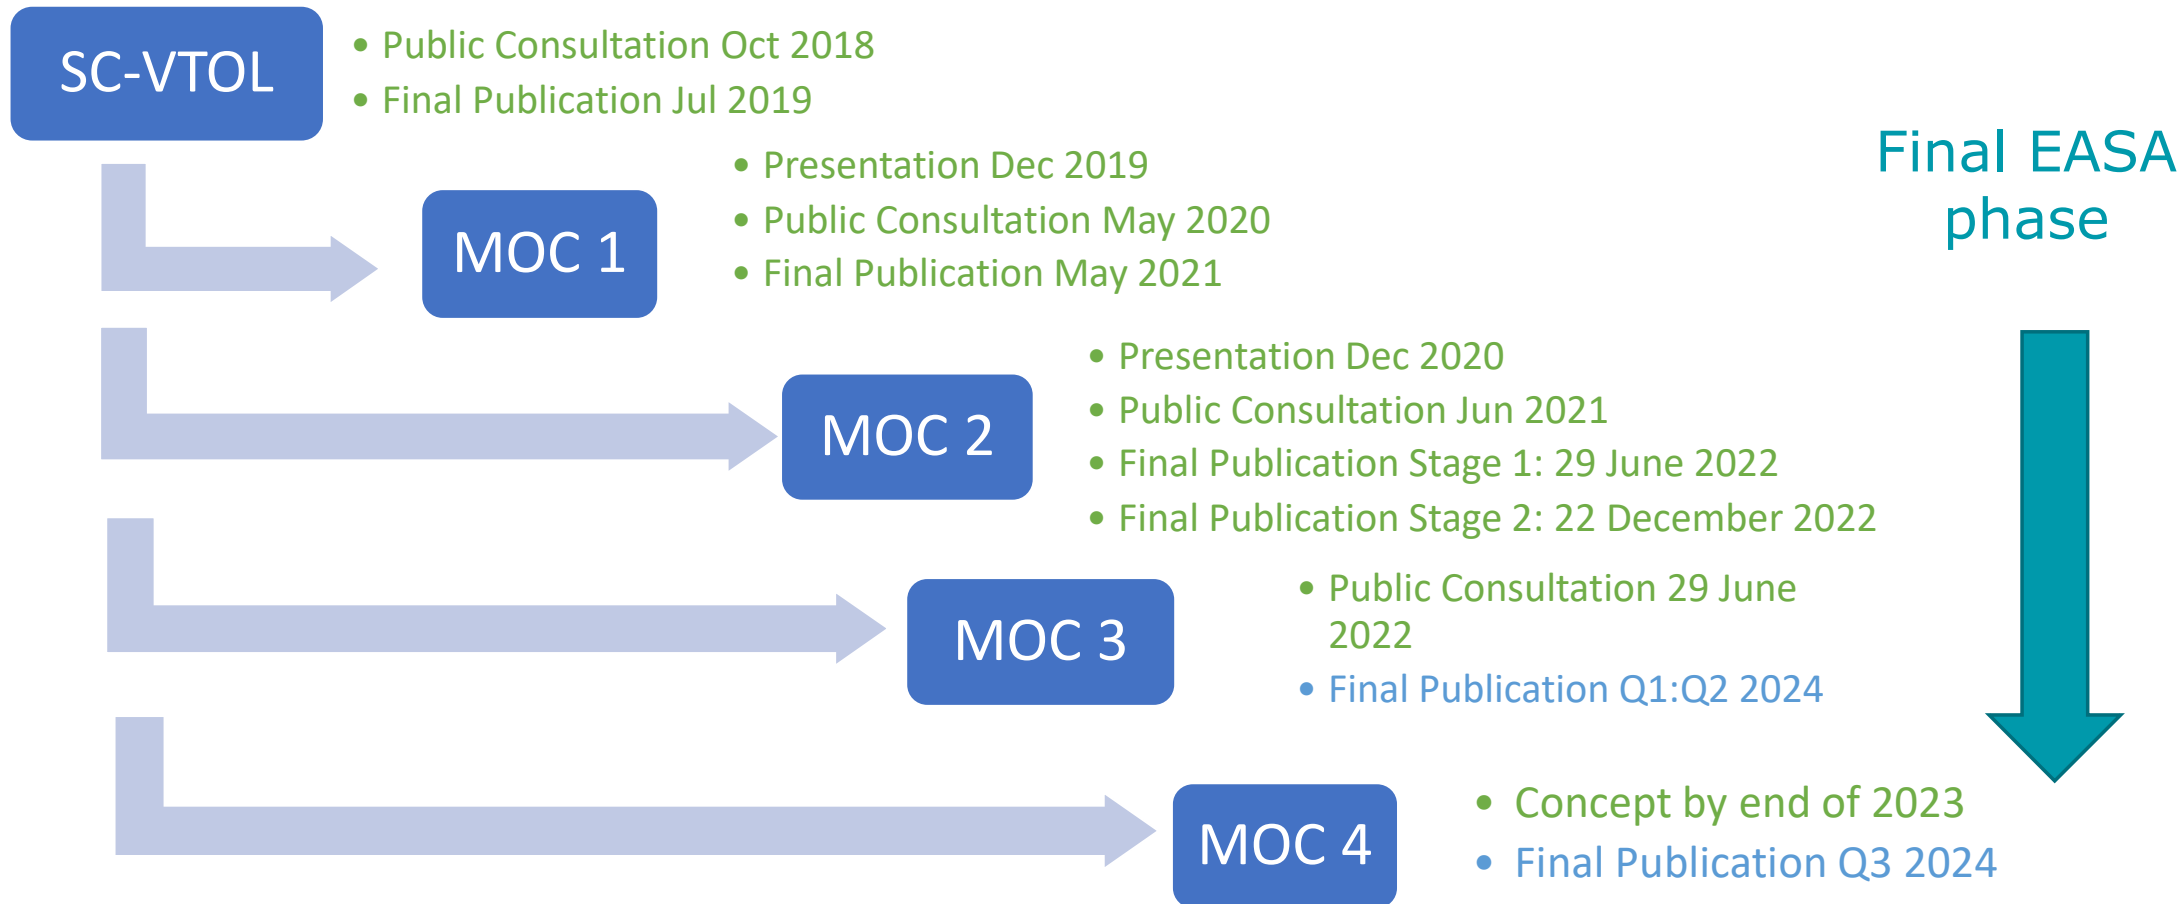 SC-VTOL
• Public Consultation Oct 2018
• Final Publication Jul 2019
Final EASA
phase
MOC 1
• Presentation Dec 2019
• Public Consultation May 2020
• Final Publication May 2021
MOC 2
• Presentation Dec 2020
• Public Consultation Jun 2021
• Final Publication Stage 1: 29 June 2022
• Final Publication Stage 2: 22 December 2022
MOC 3
• Public Consultation 29 June
2022
• Final Publication Q1:Q2 2024
MOC 4
• Concept by end of 2023
• Final Publication Q3 2024